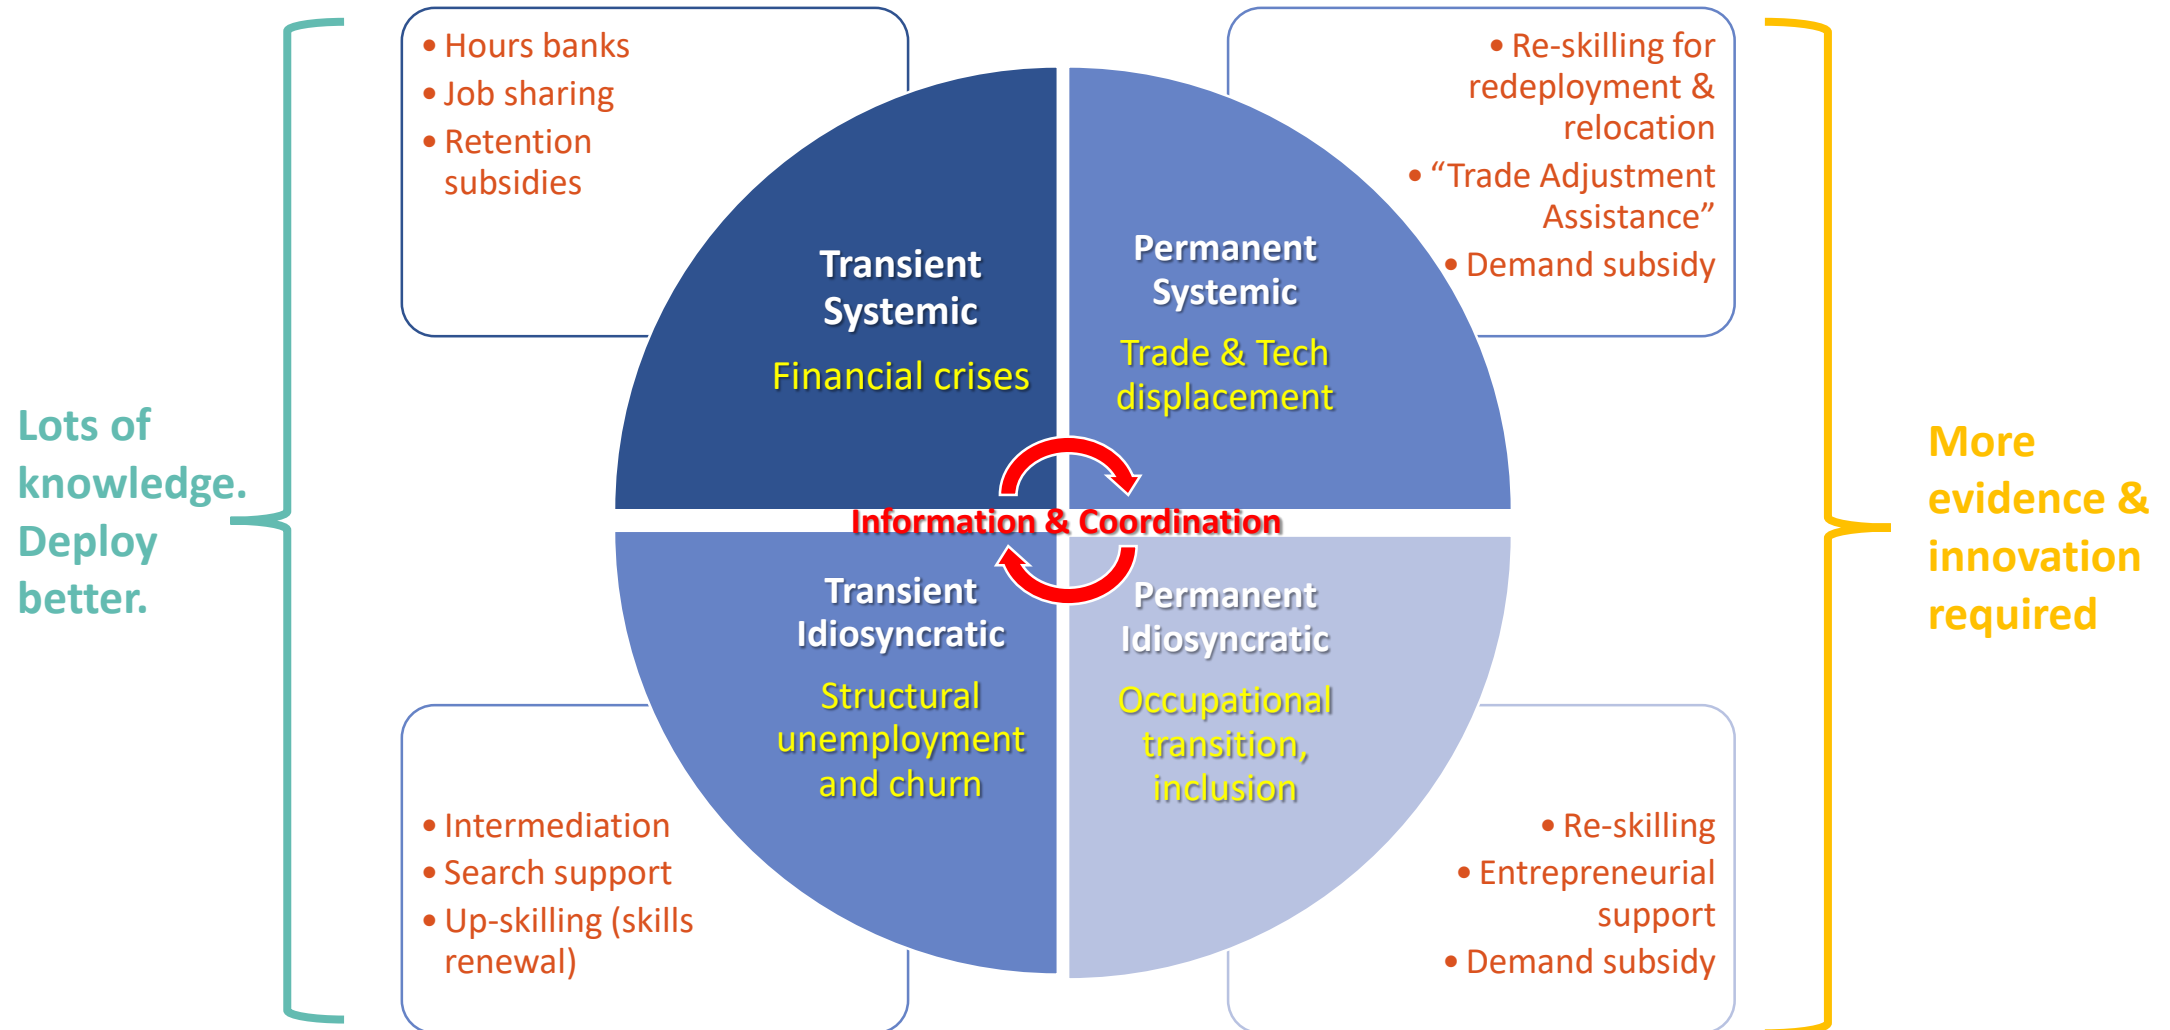 Lots of
knowledge.
Deploy
better.
• Hours banks
• Job sharing
• Retention
subsidies
• Re-skilling for
redeployment &
relocation
• “Trade Adjustment
Assistance”
• Demand subsidy
Transient
Systemic
Financial crises
Permanent
Systemic
Trade & Tech
displacement
Information & Coordination
Transient
Idiosyncratic
Structural
unemployment
and churn
Permanent
Idiosyncratic
Occupational
transition,
inclusion
• Intermediation
• Search support
• Up-skilling (skills
renewal)
• Re-skilling
• Entrepreneurial
support
• Demand subsidy
More
evidence &
innovation
required